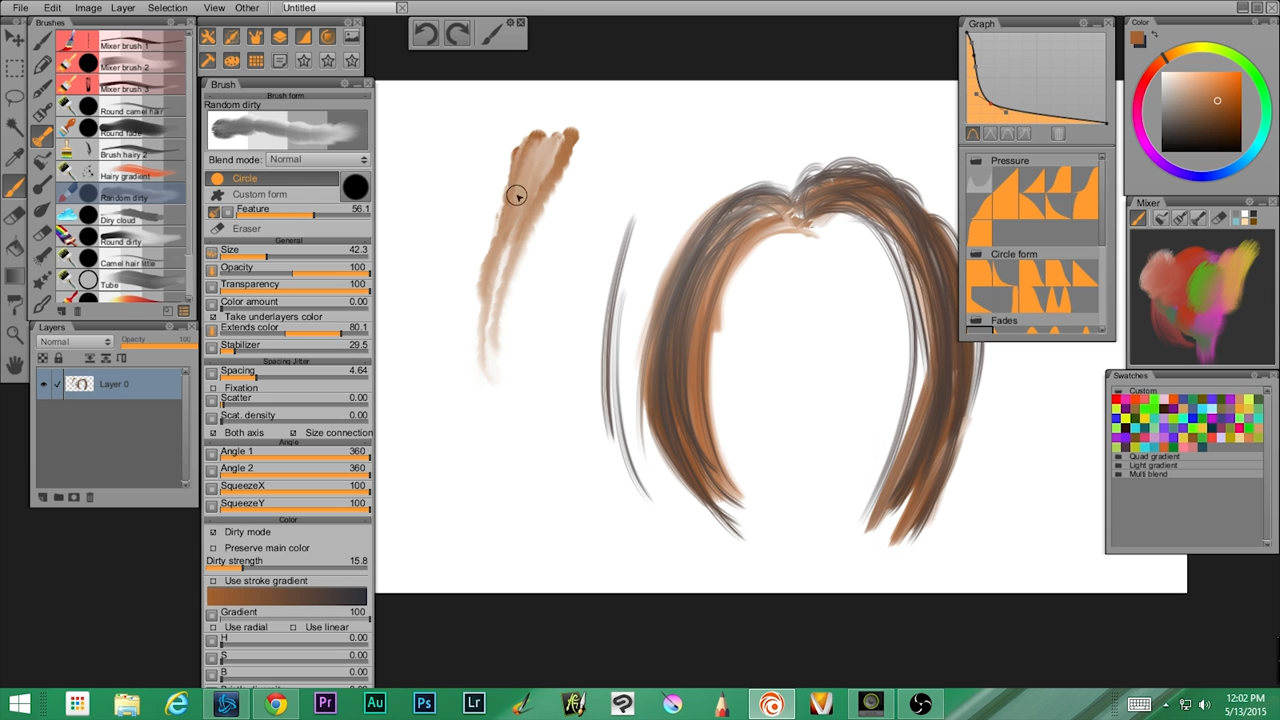 File Edit Image Layer Selection View Other Untitled
Brushes
Mixer brush 1
Mixer brush 2
Mixer brush 3
Round camel hair
Round fade
Brush hairy 2
Hairy gradient
Random dirty
Diry cloud
Round dirty
Camel hair little
Tube
Layers
Normal Opacity 100
Layer 0
Brush
Brush form
Random dirty
Blend mode: Normal
Circle
Custom form
Feature 56.1
Eraser
General
Size 42.3
Opacity 100
Transparency 100
Color amount 0.00
Take underlayers color
Extends color 80.1
Stabilizer 29.5
Spacing Jitter
Spacing 4.64
Fixation
Scatter 0.00
Scat. density 0.00
Both axis Size connection
Angle
Angle 1 360
Angle 2 360
SqueezeX 100
SqueezeY 100
Color
Dirty mode
Preserve main color
Dirty strength 15.8
Use stroke gradient
Gradient 100
Use radial Use linear
H 0.00
S 0.00
B 0.00
Graph
Pressure
Circle form
Fades
Color
Mixer
Swatches
Custom
Quad gradient
Light gradient
Multi blend
Pr Au Ps Lr
12:02 PM
5/13/2015